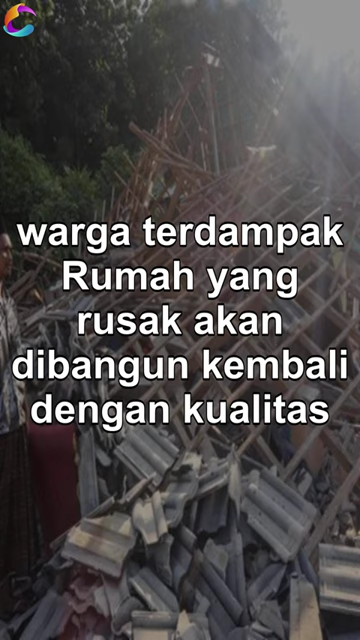 warga terdampak
Rumah yang
rusak akan
dibangun kembali
dengan kualitas